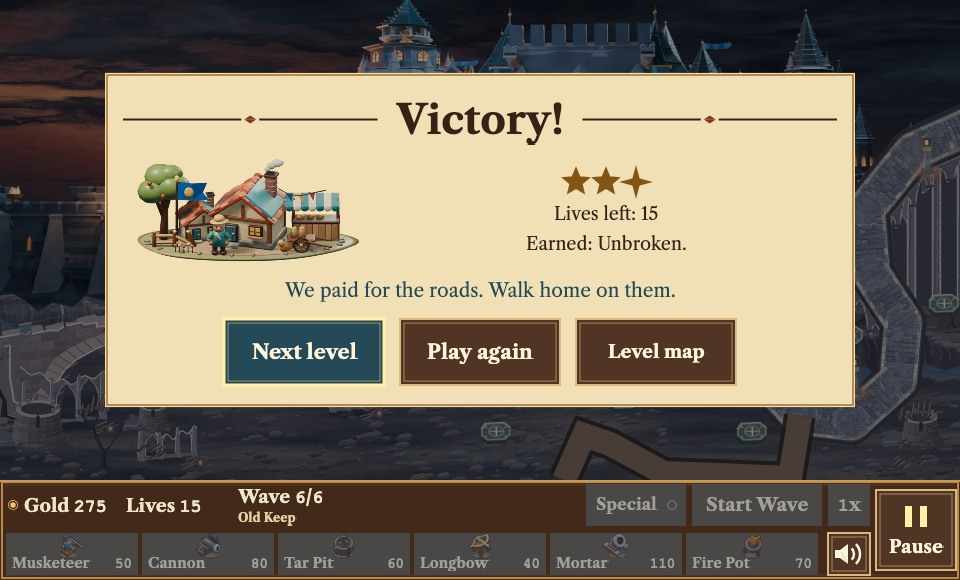 Victory!
Lives left: 15
Earned: Unbroken.
We paid for the roads. Walk home on them.
Next level
Play again
Level map
Gold 275
Lives 15
Wave 6/6
Old Keep
Special
Start Wave
1x
Pause
Musketeer 50
Cannon 80
Tar Pit 60
Longbow 40
Mortar 110
Fire Pot 70